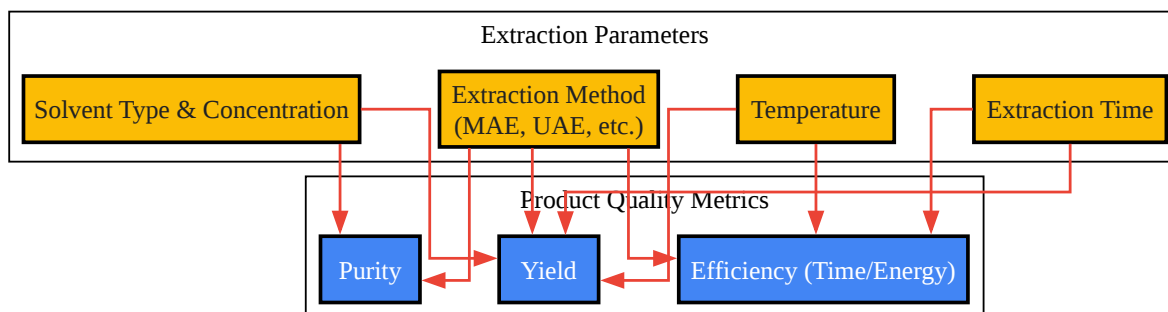 Extraction Parameters
Solvent Type & Concentration
Extraction Method
(MAE, UAE, etc.)
Temperature
Extraction Time
Product Quality Metrics
Purity
Yield
Efficiency (Time/Energy)